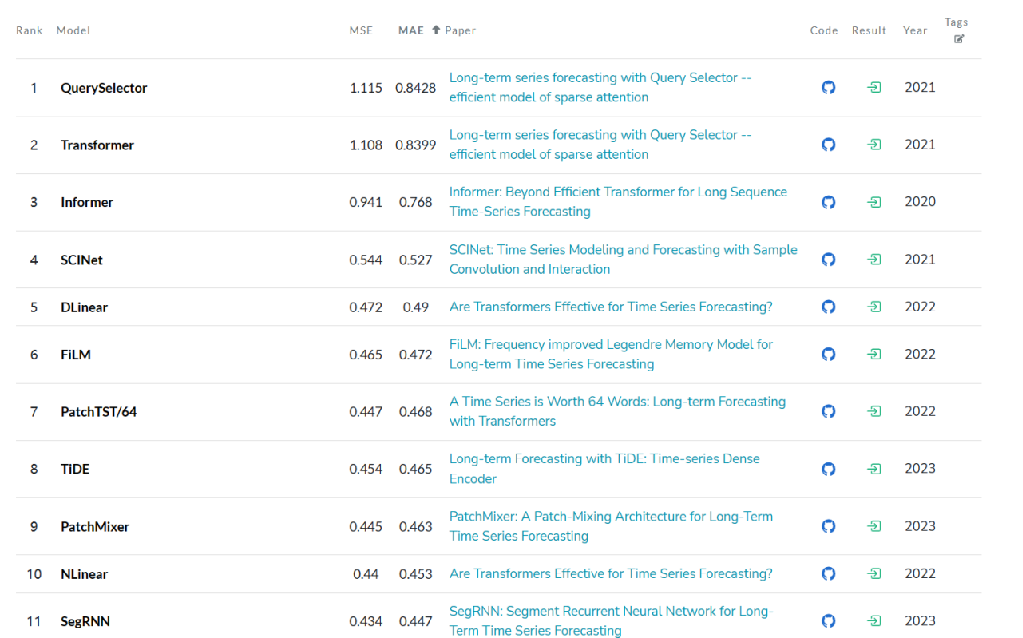 Rank Model MSE MAE Paper Code Result Year Tags
1 QuerySelector 1.115 0.8428 Long-term series forecasting with Query Selector -- 2021
efficient model of sparse attention
2 Transformer 1.108 0.8399 Long-term series forecasting with Query Selector -- 2021
efficient model of sparse attention
3 Informer 0.941 0.768 Informer: Beyond Efficient Transformer for Long Sequence 2020
Time-Series Forecasting
4 SCINet 0.544 0.527 SCINet: Time Series Modeling and Forecasting with Sample 2021
Convolution and Interaction
5 DLinear 0.472 0.49 Are Transformers Effective for Time Series Forecasting? 2022
6 FiLM 0.465 0.472 FiLM: Frequency improved Legendre Memory Model for 2022
Long-term Time Series Forecasting
7 PatchTST/64 0.447 0.468 A Time Series is Worth 64 Words: Long-term Forecasting 2022
with Transformers
8 TiDE 0.454 0.465 Long-term Forecasting with TiDE: Time-series Dense 2023
Encoder
9 PatchMixer 0.445 0.463 PatchMixer: A Patch-Mixing Architecture for Long-Term 2023
Time Series Forecasting
10 NLinear 0.44 0.453 Are Transformers Effective for Time Series Forecasting? 2022
11 SegRNN 0.434 0.447 SegRNN: Segment Recurrent Neural Network for Long- 2023
Term Time Series Forecasting